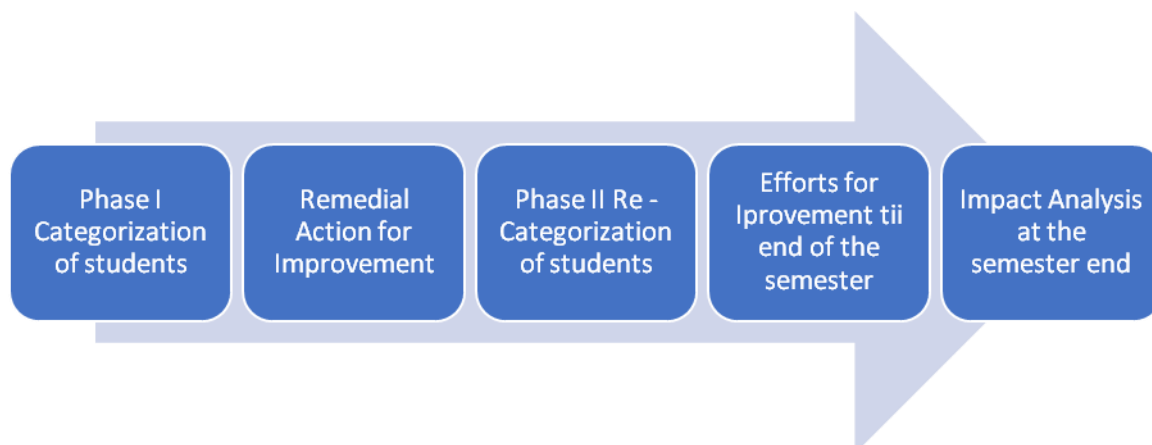 Phase I
Categorization
of students
Remedial
Action for
Improvement
Phase II Re -
Categorization
of students
Efforts for
Iprovement tii
end of the
semester
Impact Analysis
at the
semester end